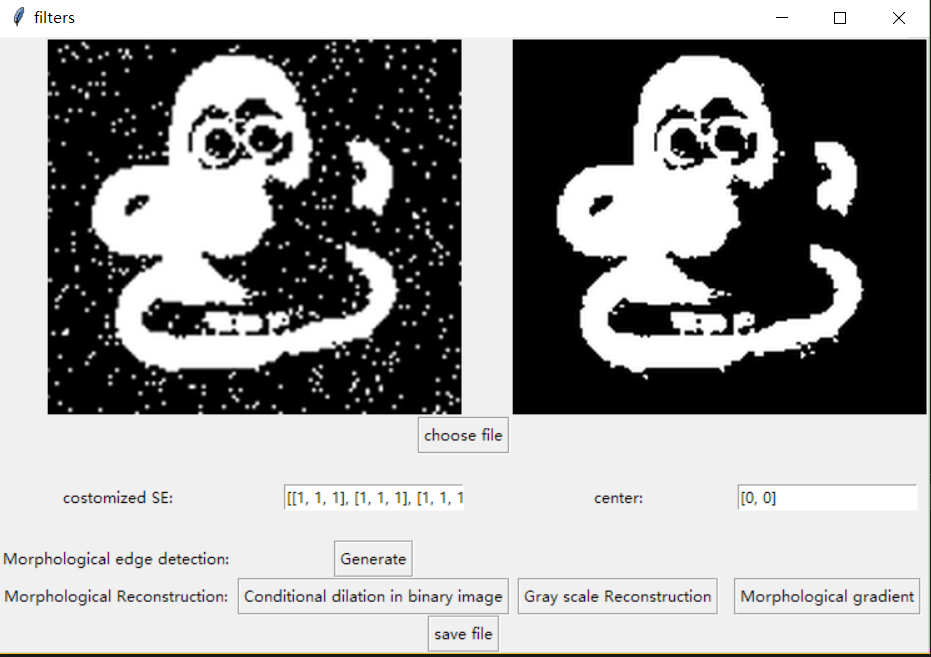 filters
choose file
costomized SE: [[1, 1, 1], [1, 1, 1], [1, 1, 1 center: [0, 0]
Morphological edge detection: Generate
Morphological Reconstruction: Conditional dilation in binary image Gray scale Reconstruction Morphological gradient
save file